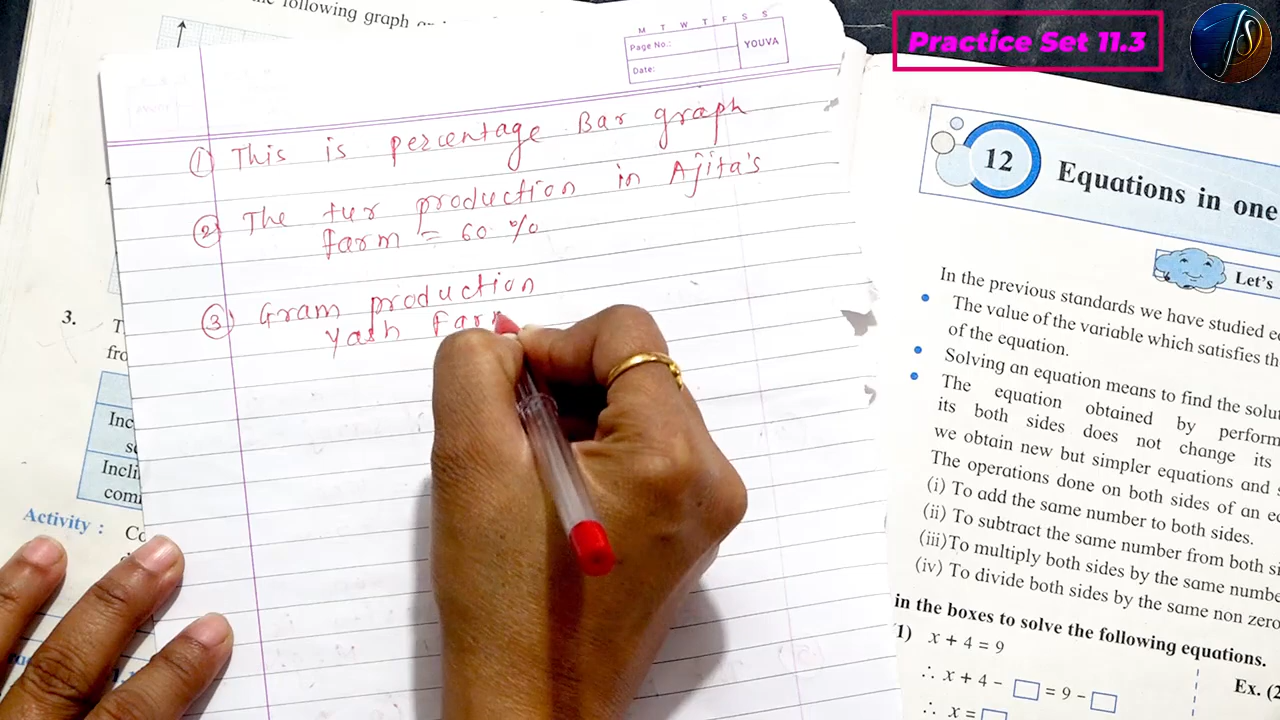 following graph
Practice Set 11.3
M T W T F S S
Page No.:
YOUVA
Date:
① This is percentage Bar graph
② The tur production in Ajita's
farm = 60 %
③ Gram production
Yash far
3.
Activity :
12
Equations in one
Let's
In the previous standards we have studied
The value of the variable which satisfies
of the equation.
Solving an equation means to find the
The equation obtained by
its both sides does not change its
we obtain new but simpler equations and
The operations done on both sides of an
(i) To add the same number to both sides.
(ii) To subtract the same number from both
(iii) To multiply both sides by the same
(iv) To divide both sides by the same non zero
in the boxes to solve the following equations.
1) x + 4 = 9
Ex. (2
∴ x + 4 − □ = 9 − □
∴ x = □